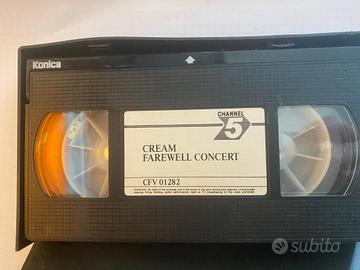 Konica
CHANNEL
5
CREAM
FAREWELL CONCERT
CFV 01282
subito